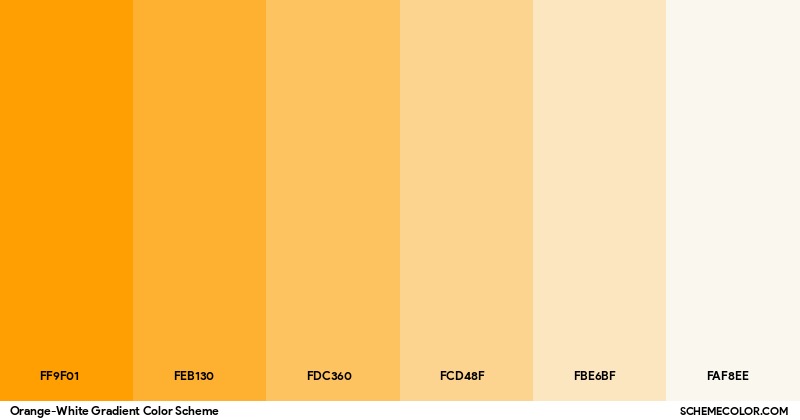 FF9F01 FEB130 FDC360 FCD48F FBE6BF FAF8EE
Orange-White Gradient Color Scheme SCHEMECOLOR.COM